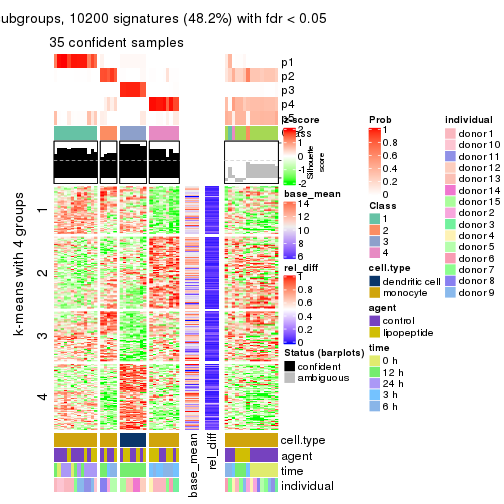 ubgroups, 10200 signatures (48.2%) with fdr < 0.05
35 confident samples
p1
p2
p3
p4
p5
Class
Silhouette
score
k-means with 4 groups
1
2
3
4
base_mean
rel_diff
cell.type
agent
time
individual
z-score
2
1
0
-1
-2
base_mean
14
12
10
8
6
rel_diff
1
0.8
0.6
0.4
0.2
0
Status (barplots)
confident
ambiguous
Prob
1
0.8
0.6
0.4
0.2
0
Class
1
2
3
4
cell.type
dendritic cell
monocyte
agent
control
lipopeptide
time
0 h
12 h
24 h
3 h
6 h
individual
donor1
donor10
donor11
donor12
donor13
donor14
donor15
donor2
donor3
donor4
donor5
donor6
donor7
donor8
donor9